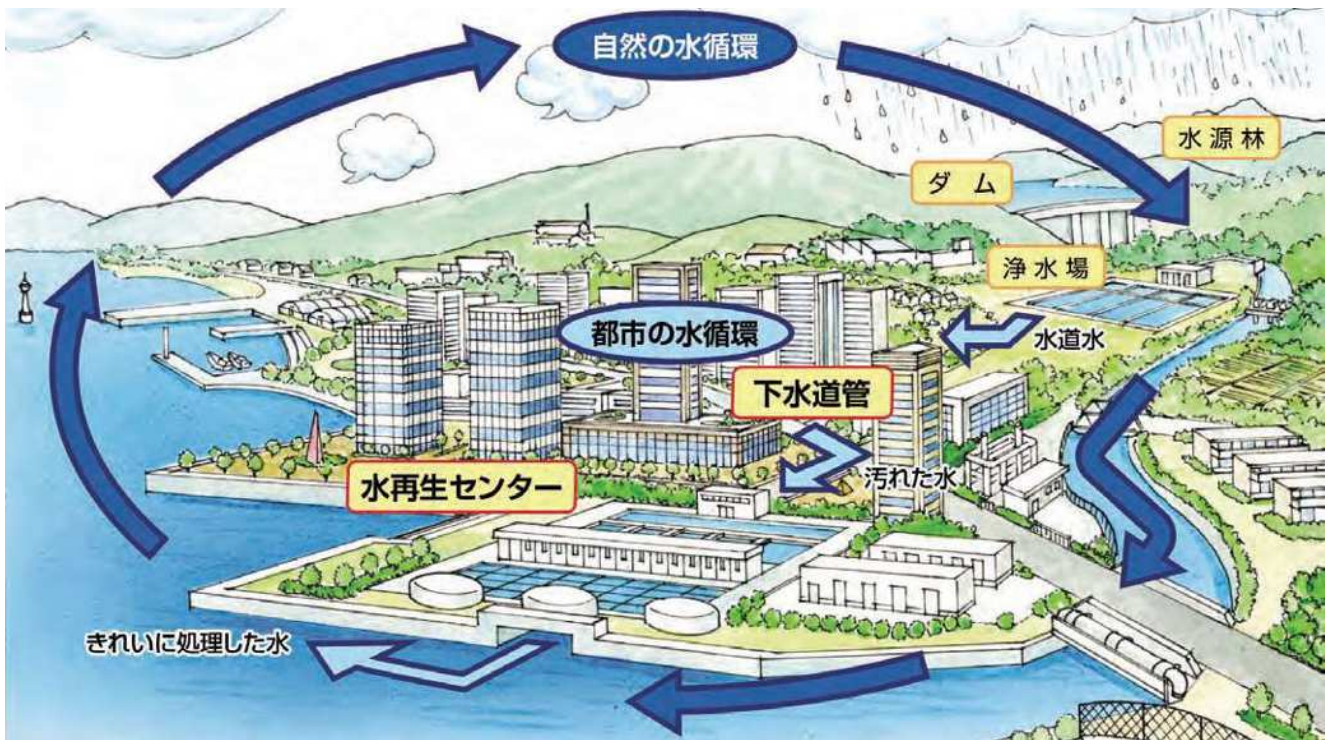 自然の水循環
水源林
ダム
浄水場
水道水
都市の水循環
下水道管
汚れた水
水再生センター
きれいに処理した水